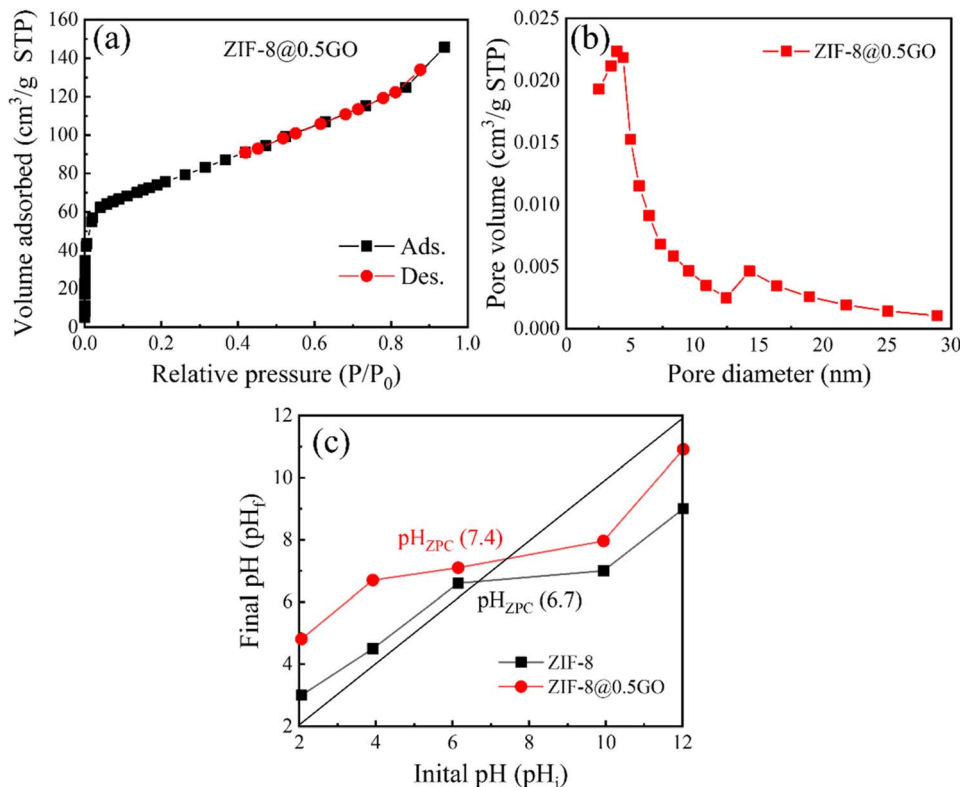 (a)
ZIF-8@0.5GO
Volume adsorbed (cm³/g STP)
160
140
120
100
80
60
40
20
0
Ads.
Des.
0.0 0.2 0.4 0.6 0.8 1.0
Relative pressure (P/P₀)
(b)
ZIF-8@0.5GO
Pore volume (cm³/g STP)
0.025
0.020
0.015
0.010
0.005
0.000
0 5 10 15 20 25 30
Pore diameter (nm)
(c)
Final pH (pH_f)
12
10
8
6
4
2
pH_ZPC (7.4)
pH_ZPC (6.7)
ZIF-8
ZIF-8@0.5GO
2 4 6 8 10 12
Inital pH (pH_i)